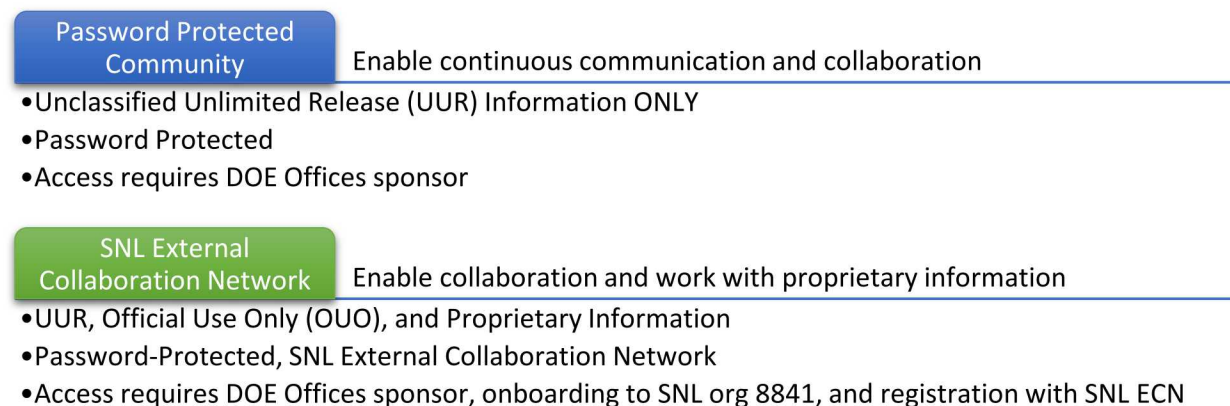 Password Protected
Community
Enable continuous communication and collaboration
•Unclassified Unlimited Release (UUR) Information ONLY
•Password Protected
•Access requires DOE Offices sponsor
SNL External
Collaboration Network
Enable collaboration and work with proprietary information
•UUR, Official Use Only (OUO), and Proprietary Information
•Password-Protected, SNL External Collaboration Network
•Access requires DOE Offices sponsor, onboarding to SNL org 8841, and registration with SNL ECN